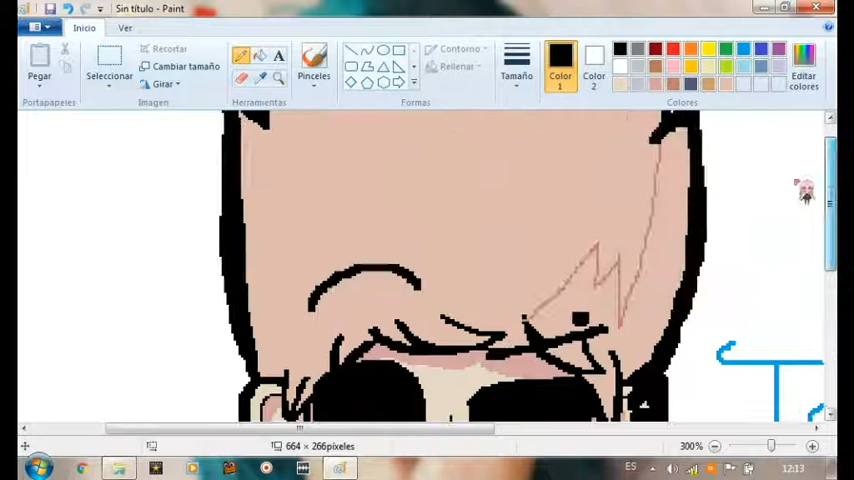 Sin título - Paint
Inicio Ver
Pegar
Portapapeles
Seleccionar
Recortar
Cambiar tamaño
Girar
Imagen
A
Herramientas
Pinceles
Formas
Contorno
Rellenar
Tamaño
Color 1
Color 2
Colores
Editar colores
664 × 266píxeles
300%
ES
12:13